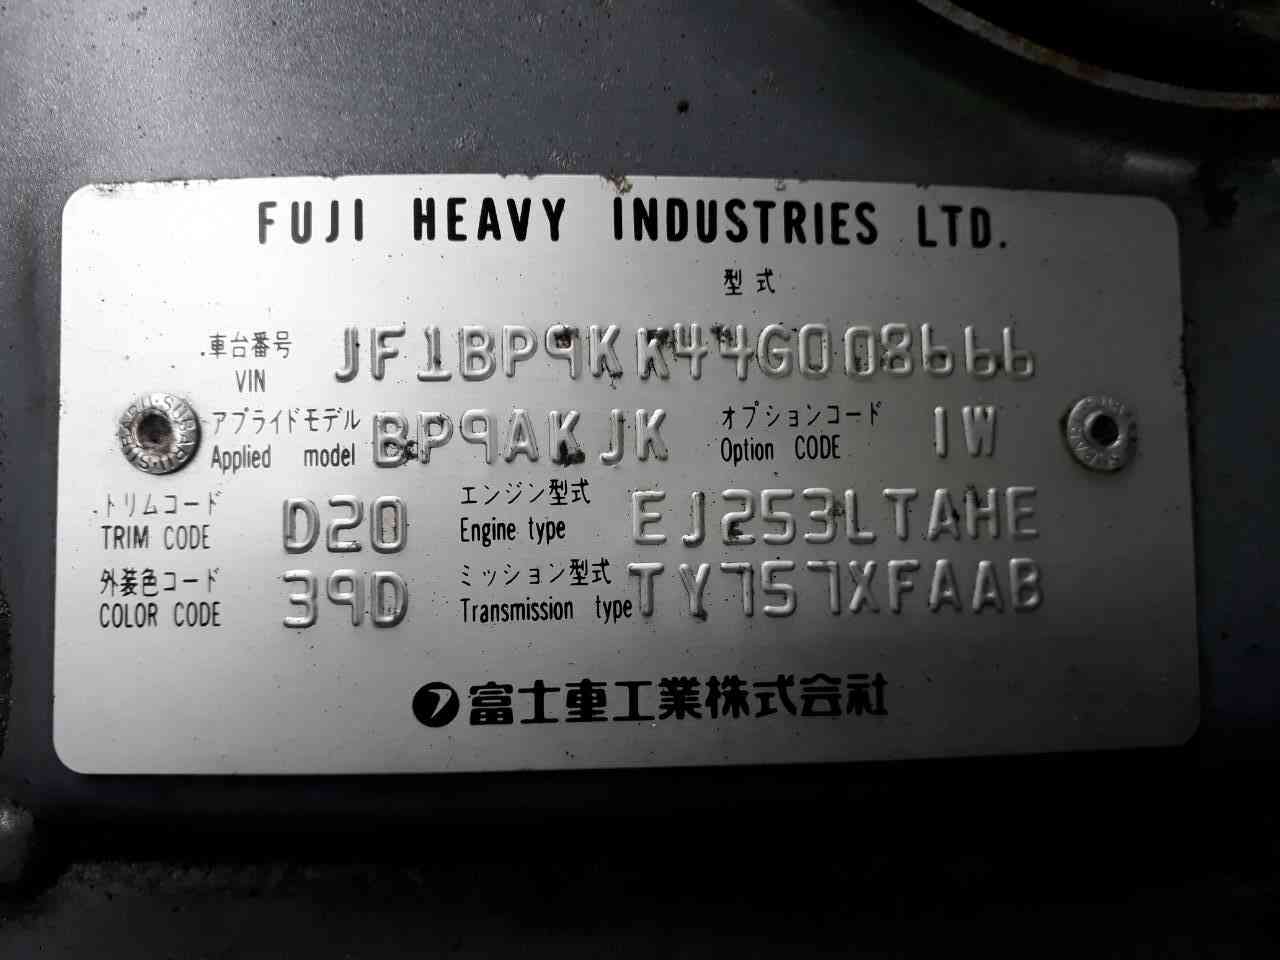 FUJI HEAVY INDUSTRIES LTD.
型式
車台番号 VIN JF1BP9KK44G008666
アプライドモデル Applied model BP9AKJK オプションコード Option CODE IW
トリムコード TRIM CODE D20 エンジン型式 Engine type EJ253LTAHE
外装色コード COLOR CODE 39D ミッション型式 Transmission type TY757XFAAB
富士重工業株式会社
SUBARU
SUBARU